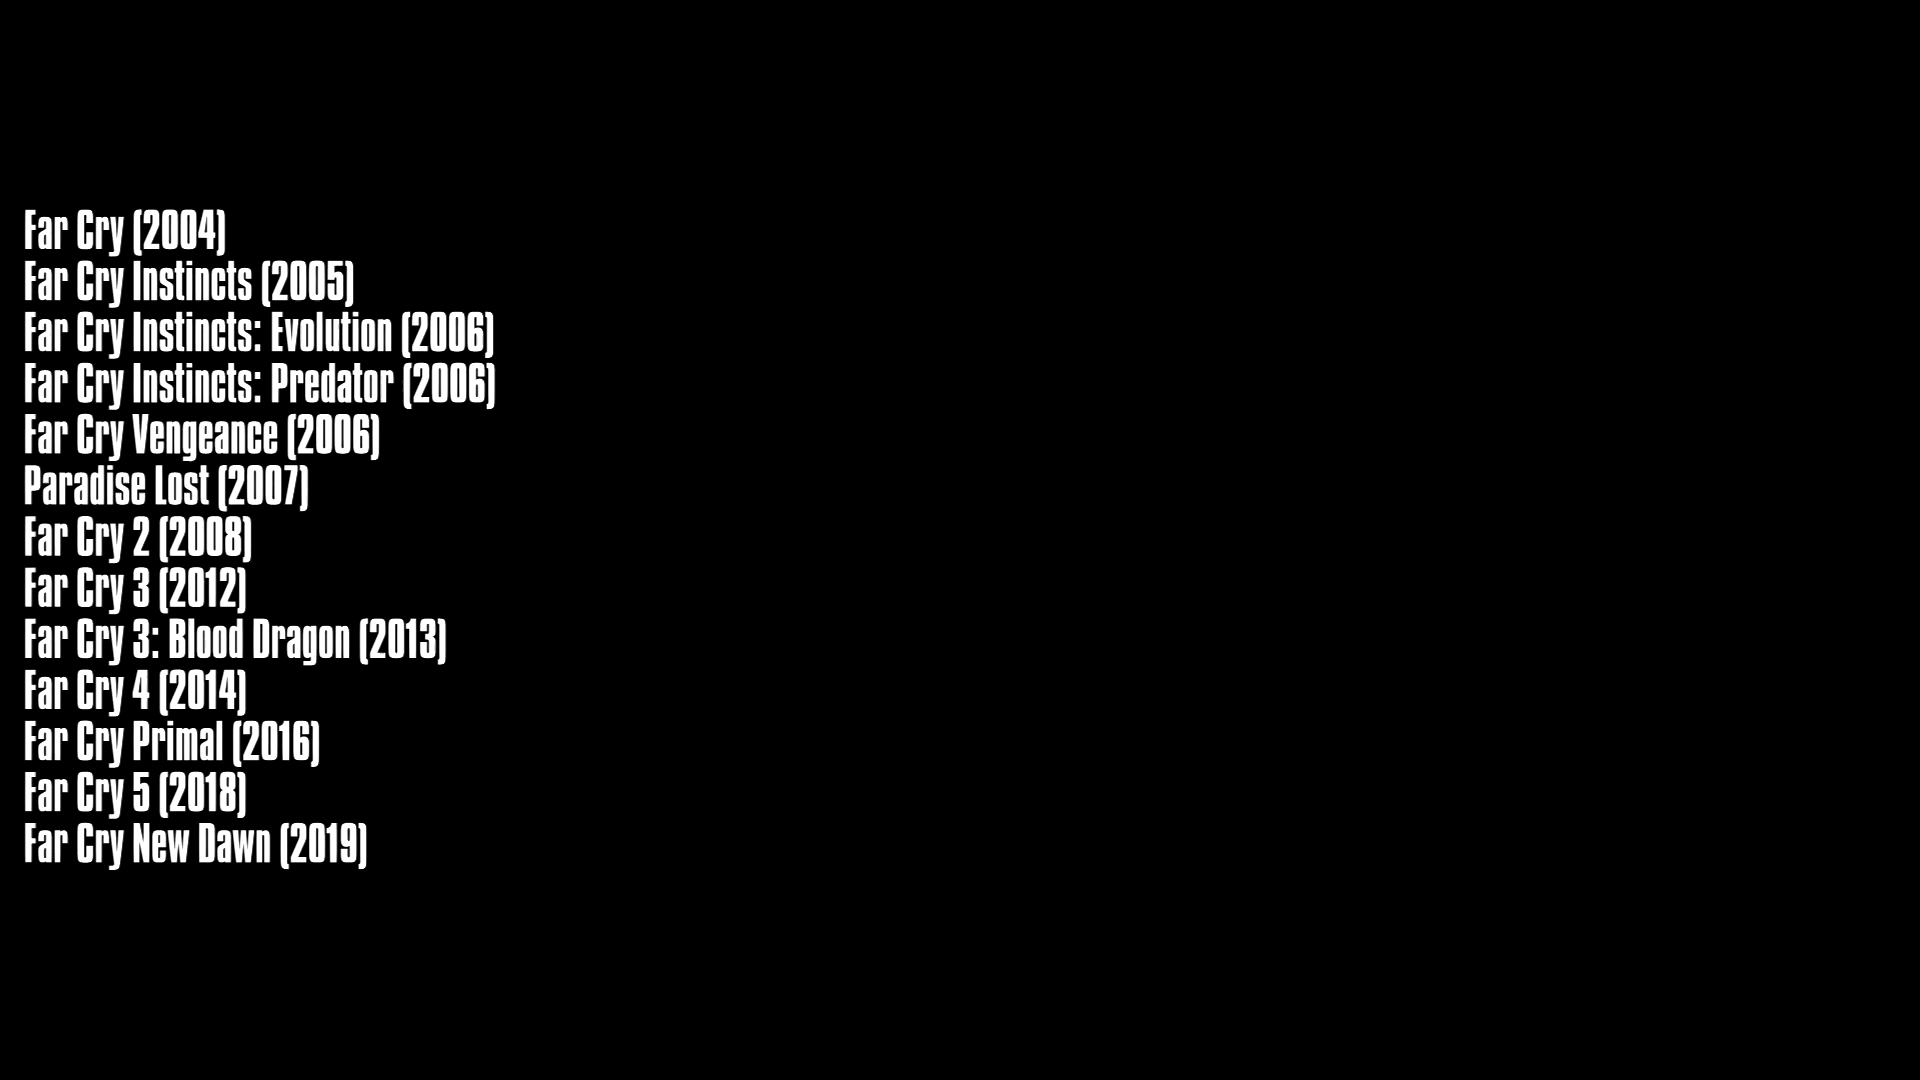 Far Cry (2004)
Far Cry Instincts (2005)
Far Cry Instincts: Evolution (2006)
Far Cry Instincts: Predator (2006)
Far Cry Vengeance (2006)
Paradise Lost (2007)
Far Cry 2 (2008)
Far Cry 3 (2012)
Far Cry 3: Blood Dragon (2013)
Far Cry 4 (2014)
Far Cry Primal (2016)
Far Cry 5 (2018)
Far Cry New Dawn (2019)